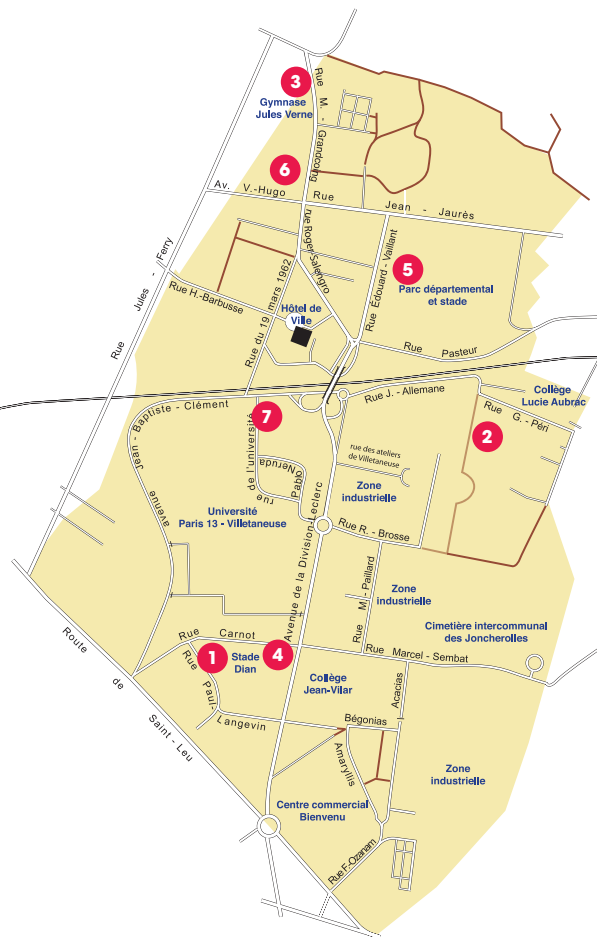 3
Gymnase
Jules Verne
Rue M. - Grandcoing
6
Av. V.-Hugo
Rue Jean - Jaurès
rue Roger Salengro
Rue Édouard - Vaillant
5
Parc départemental
et stade
Rue Jules - Ferry
Rue H.-Barbusse
Rue du 19 mars 1962
Hôtel de
Ville
Rue Pasteur
Rue J. - Allemane
Collège
Lucie Aubrac
Rue G. - Péri
avenue Jean - Baptiste - Clément
7
2
rue de l'université
Pablo Neruda
rue des ateliers
de Villetaneuse
Zone
industrielle
Université
Paris 13 - Villetaneuse
Rue R. - Brosse
Avenue de la Division-Leclerc
Rue M. - Paillard
Zone
industrielle
Cimetière intercommunal
des Joncherolles
Rue Carnot
Rue Marcel - Sembat
1
Stade
Dian
4
Rue Paul-
Langevin
Collège
Jean-Vilar
Route de Saint - Leu
Bégonias
Acacias
Amaryllis
Zone
industrielle
Centre commercial
Bienvenu
Rue F-Ozanam